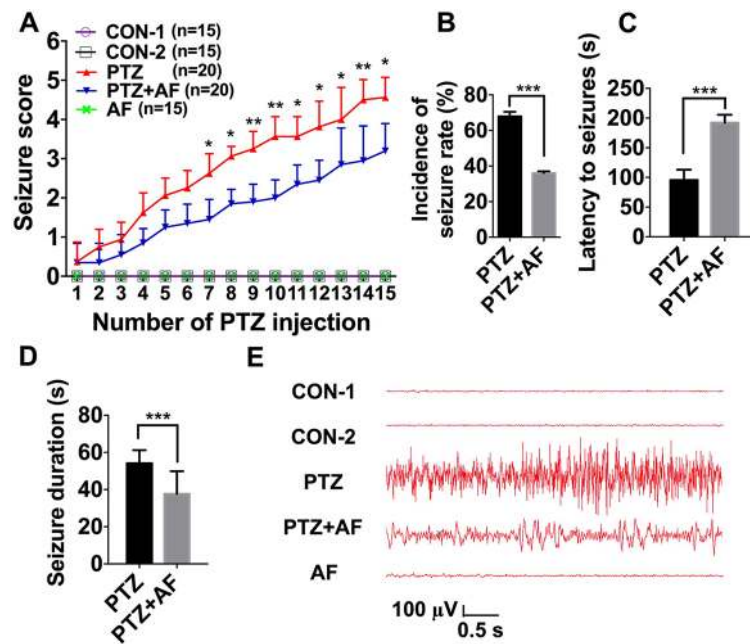 A
CON-1 (n=15)
CON-2 (n=15)
PTZ (n=20)
PTZ+AF (n=20)
AF (n=15)
Seizure score
6
5
4
3
2
1
0
* * ** ** * * * ** *
1 2 3 4 5 6 7 8 9 10 11 12 13 14 15
Number of PTZ injection
B
Incidence of
seizure rate (%)
100
80
60
40
20
0
***
PTZ
PTZ+AF
C
Latency to seizures (s)
250
200
150
100
50
0
***
PTZ
PTZ+AF
D
Seizure duration (s)
80
60
40
20
0
***
PTZ
PTZ+AF
E
CON-1
CON-2
PTZ
PTZ+AF
AF
100 μV
0.5 s